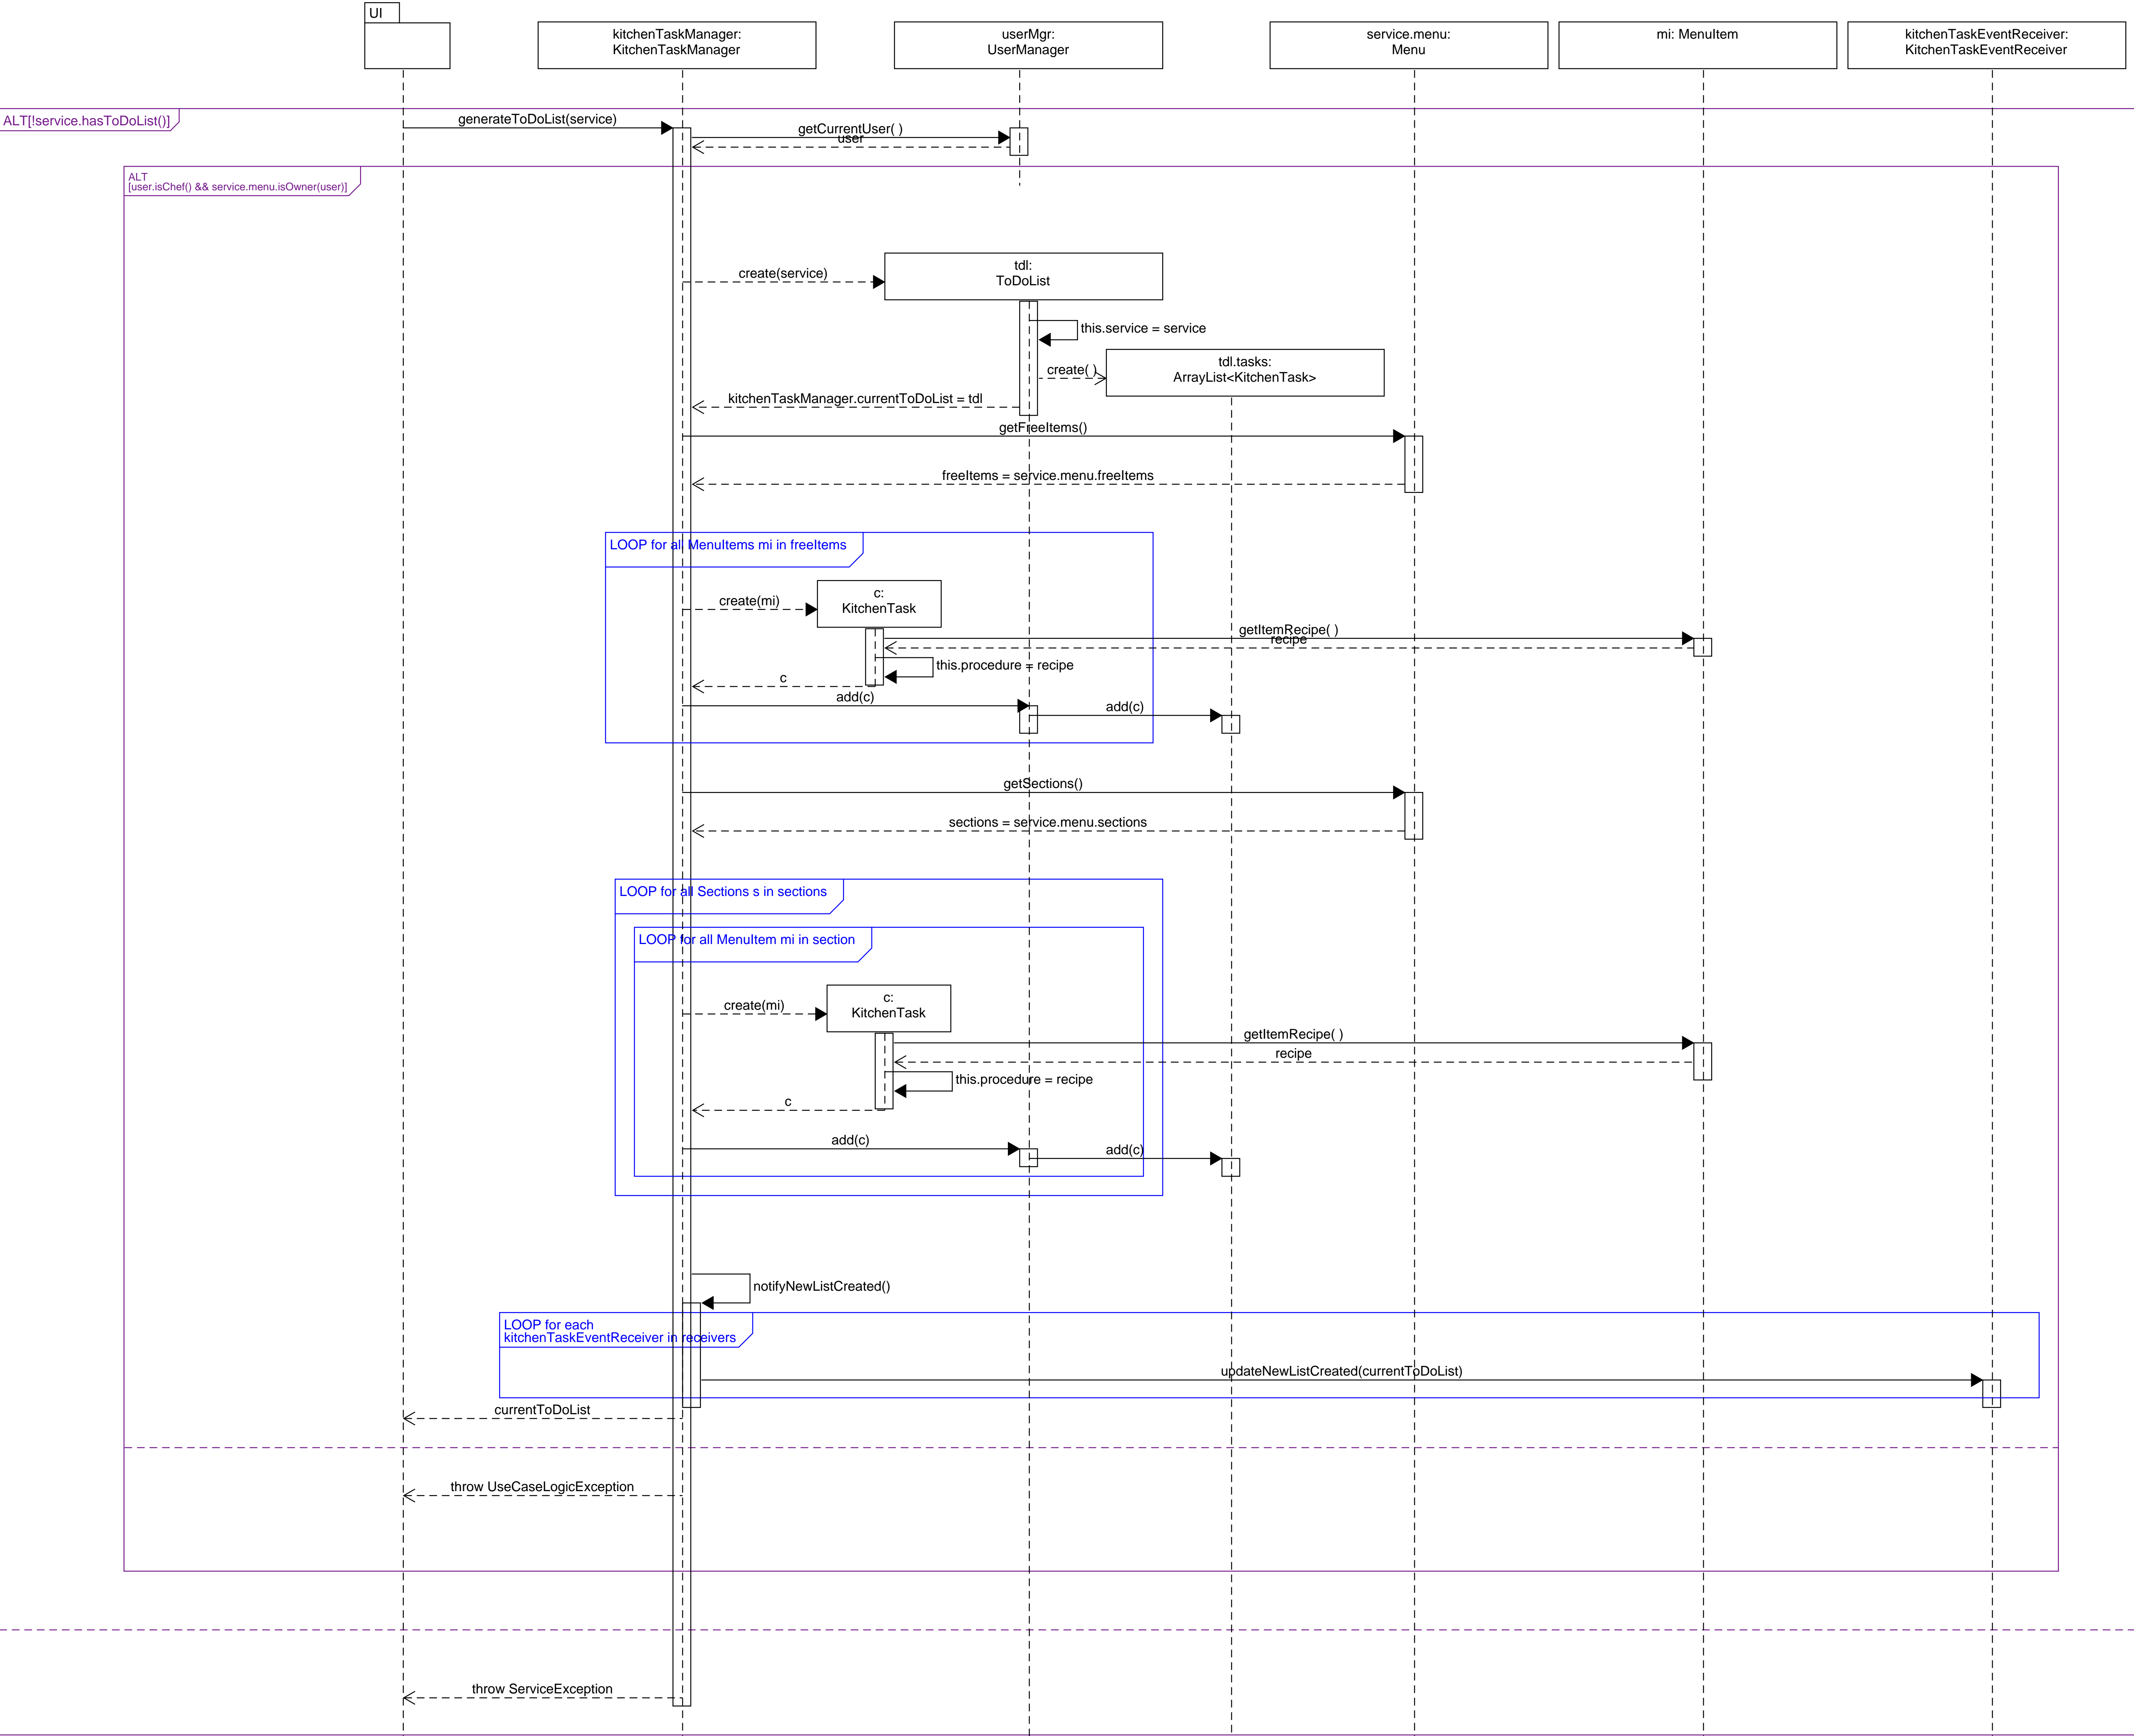 UI
kitchenTaskManager:
KitchenTaskManager
userMgr:
UserManager
service.menu:
Menu
mi: MenuItem
kitchenTaskEventReceiver:
KitchenTaskEventReceiver
ALT[!service.hasToDoList()]
generateToDoList(service)
getCurrentUser( )
user
ALT
[user.isChef() && service.menu.isOwner(user)]
create(service)
tdl:
ToDoList
this.service = service
create( )
tdl.tasks:
ArrayList<KitchenTask>
kitchenTaskManager.currentToDoList = tdl
getFreeItems()
freeItems = service.menu.freeItems
LOOP for all MenuItems mi in freeItems
create(mi)
c:
KitchenTask
getItemRecipe( )
recipe
this.procedure = recipe
c
add(c)
add(c)
getSections()
sections = service.menu.sections
LOOP for all Sections s in sections
LOOP for all MenuItem mi in section
create(mi)
c:
KitchenTask
getItemRecipe( )
recipe
this.procedure = recipe
c
add(c)
add(c)
notifyNewListCreated()
LOOP for each
kitchenTaskEventReceiver in receivers
updateNewListCreated(currentToDoList)
currentToDoList
throw UseCaseLogicException
throw ServiceException